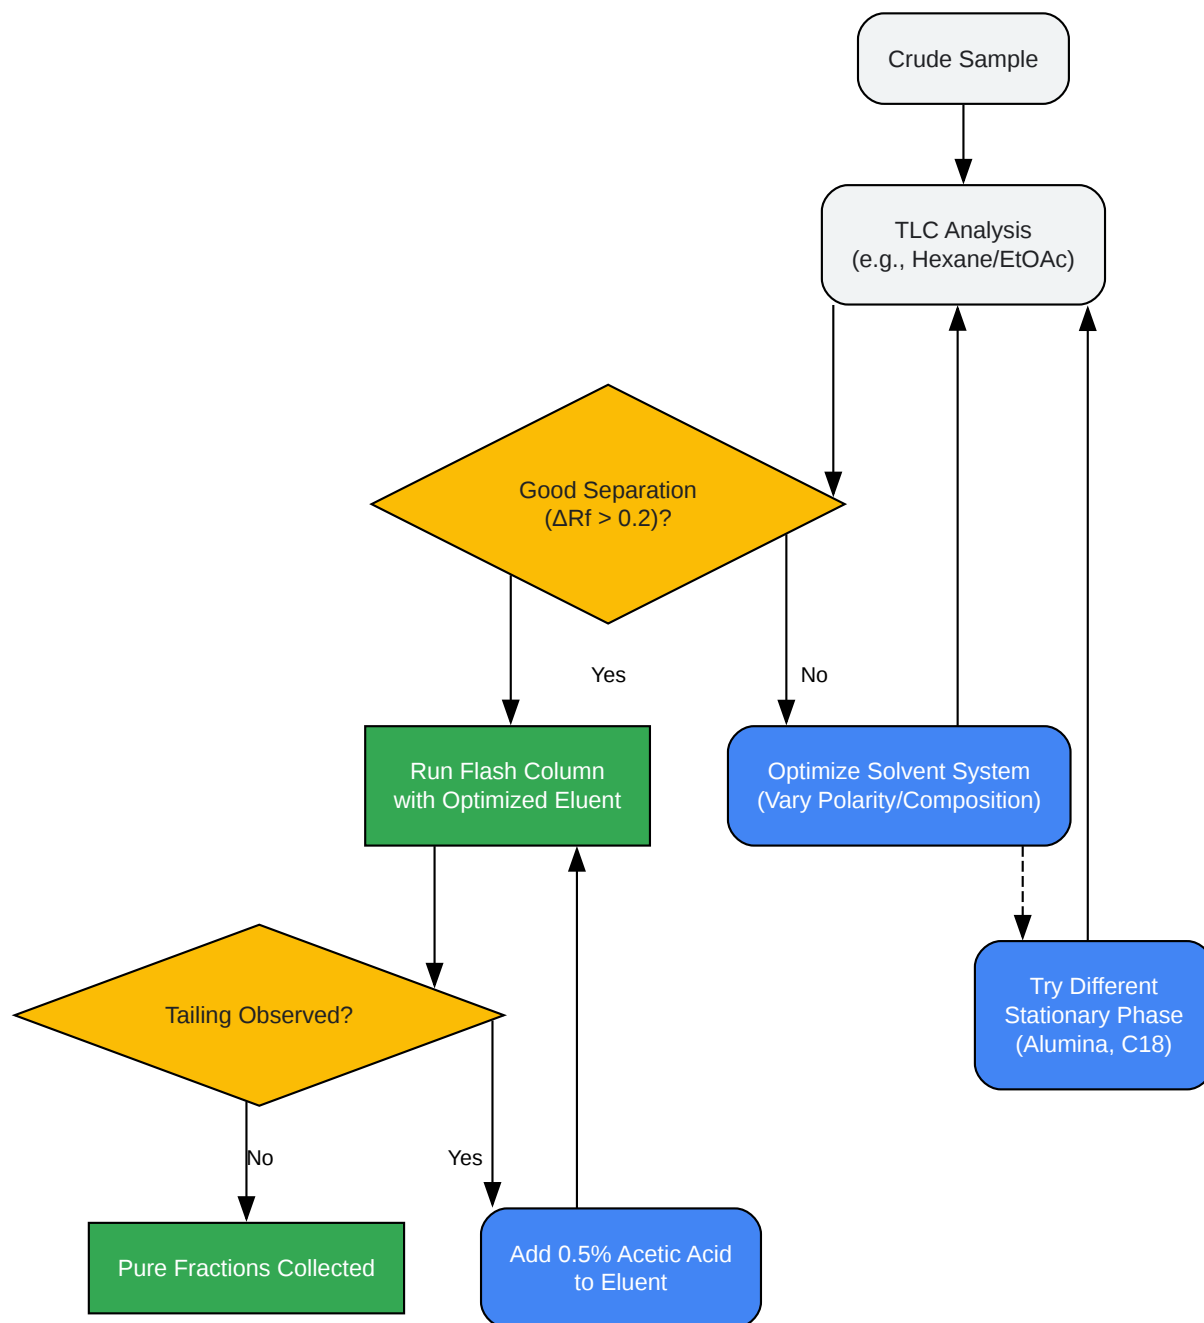 Crude Sample
TLC Analysis
(e.g., Hexane/EtOAc)
Good Separation
(ΔRf > 0.2)?
Yes
No
Run Flash Column
with Optimized Eluent
Optimize Solvent System
(Vary Polarity/Composition)
Tailing Observed?
Try Different
Stationary Phase
(Alumina, C18)
No
Yes
Pure Fractions Collected
Add 0.5% Acetic Acid
to Eluent